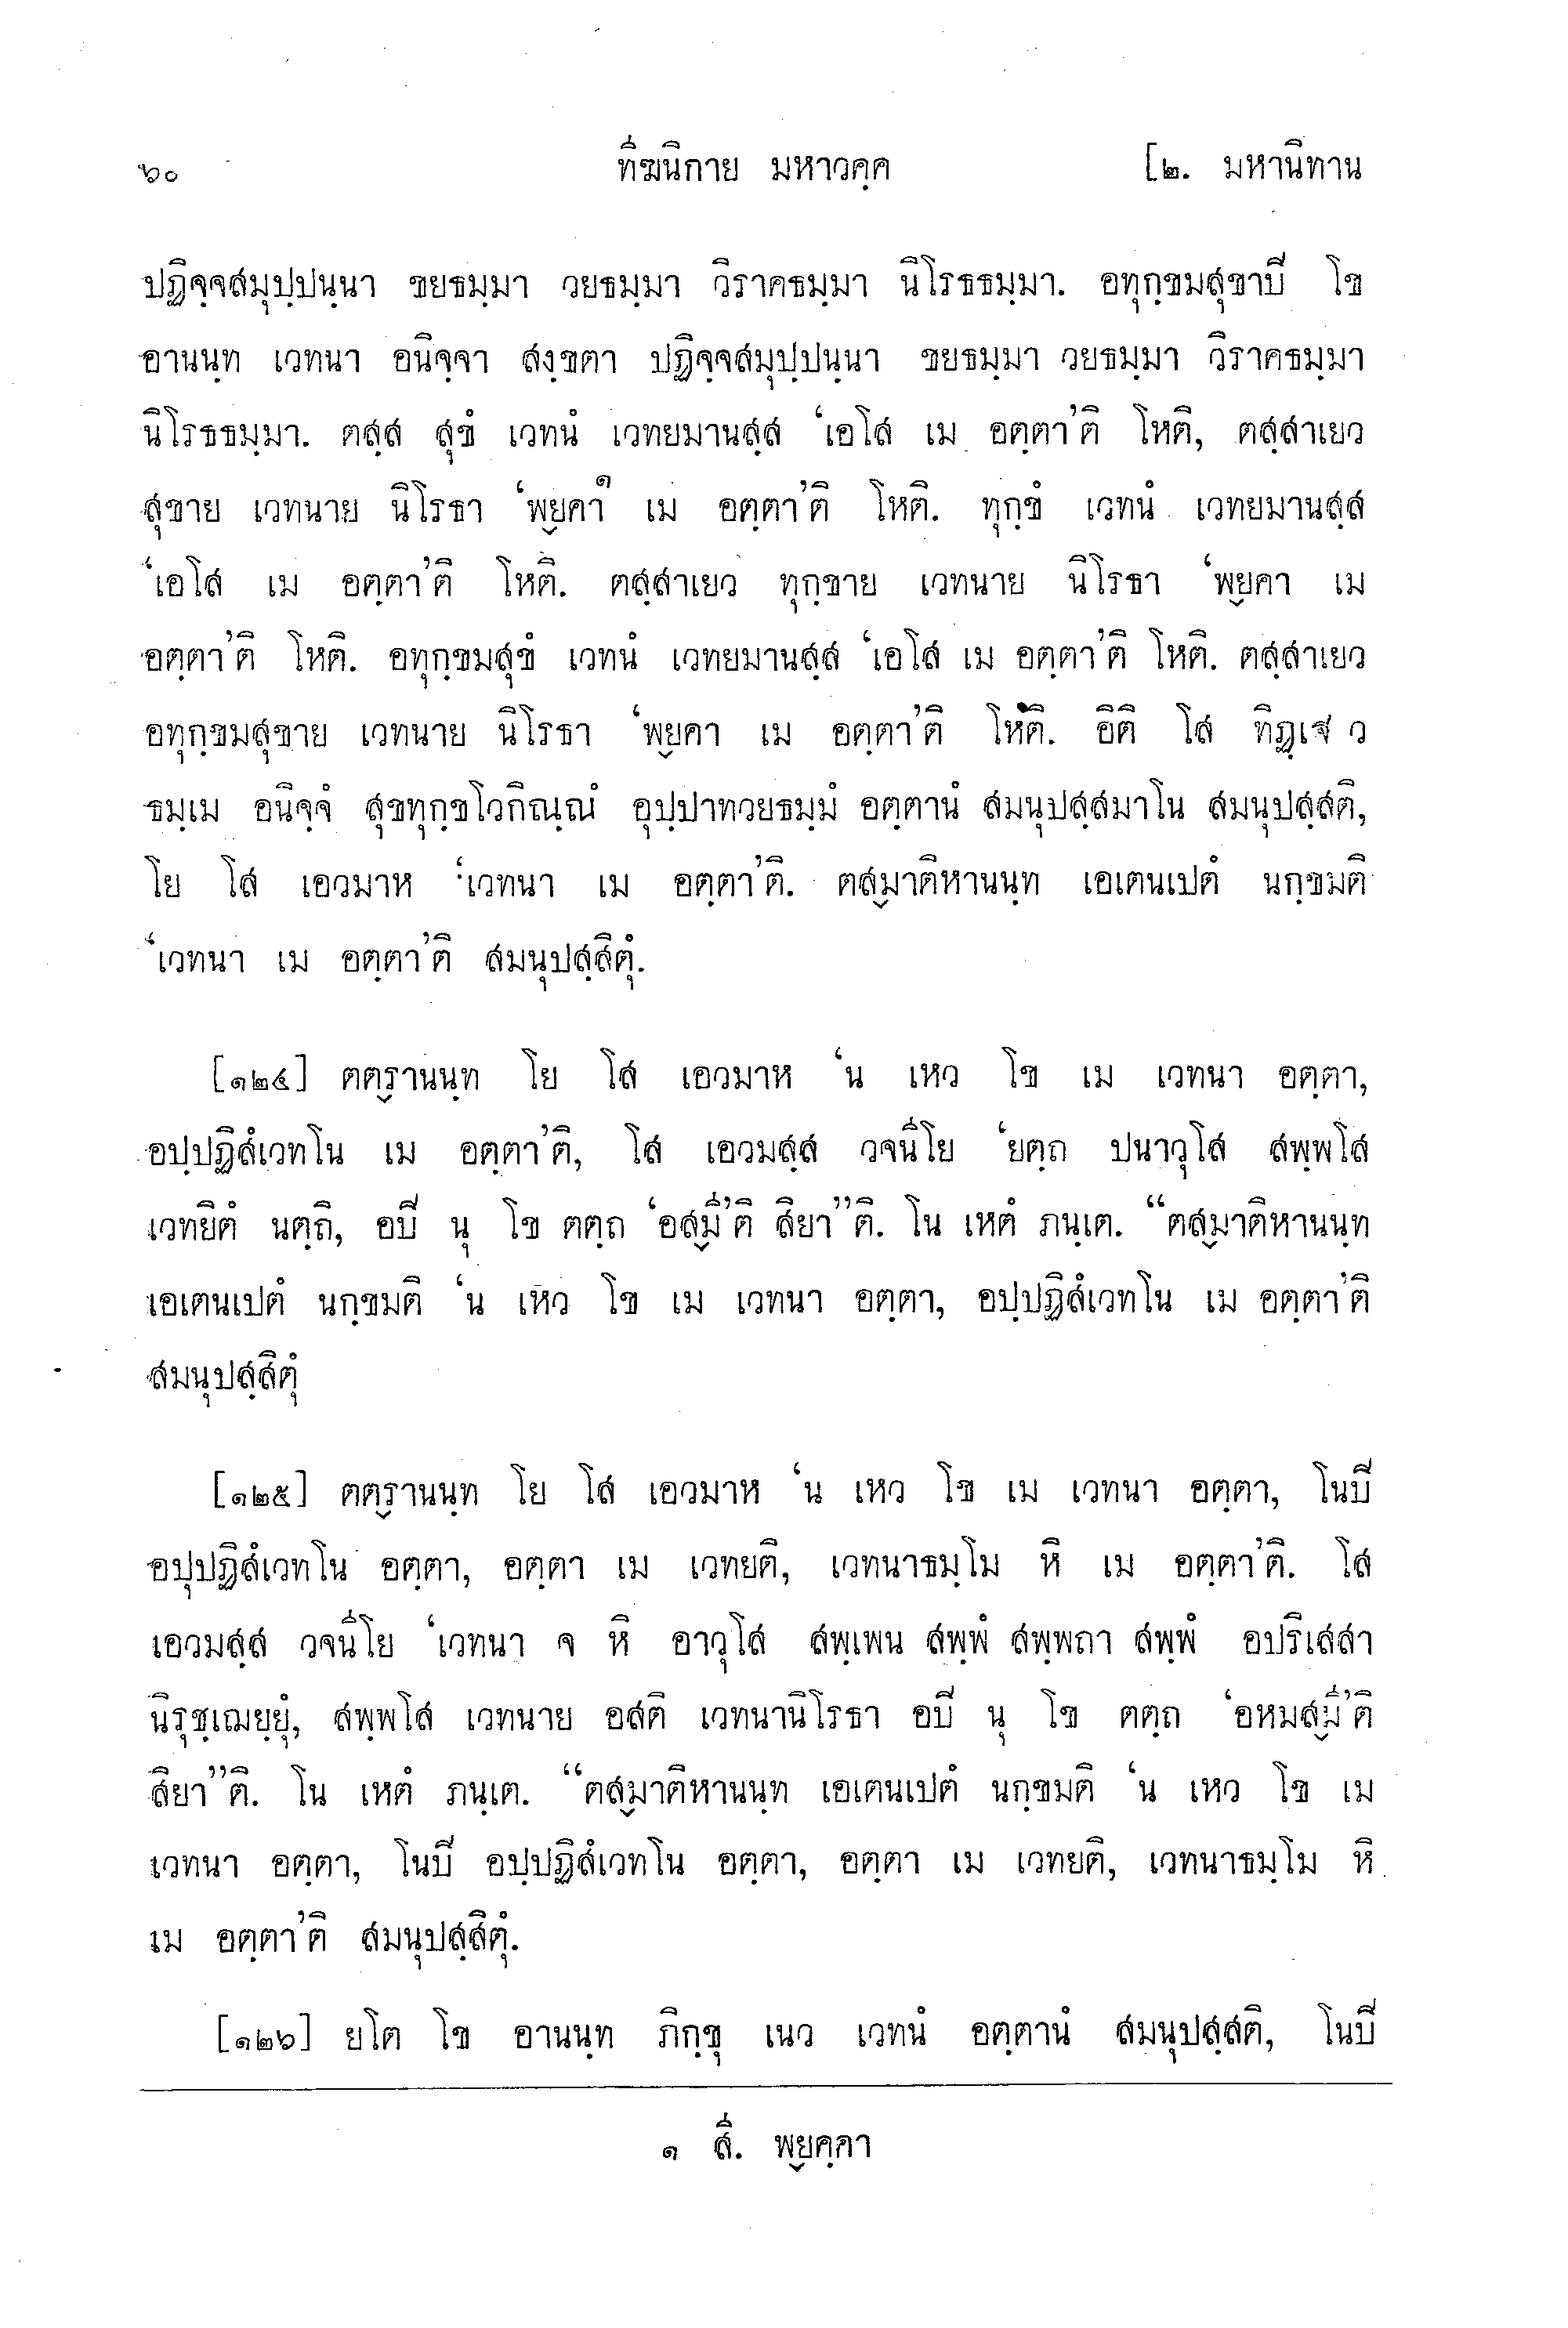 ๖๐ ทีฆนิกาย มหาวคฺค [๒. มหานิทาน
ปฏิจฺจสมุปฺปนฺนา ขยธมฺมา วยธมฺมา วิราคธมฺมา นิโรธธมฺมา. อทุกฺขมสุขาปิ โข
อานนฺท เวทนา อนิจฺจา สงฺขตา ปฏิจฺจสมุปฺปนฺนา ขยธมฺมา วยธมฺมา วิราคธมฺมา
นิโรธธมฺมา. ตสฺส สุขํ เวทนํ เวทยมานสฺส ‘เอโส เม อตฺตา’ติ โหติ, ตสฺสาเยว
สุขาย เวทนาย นิโรธา ‘พฺยคา๑ เม อตฺตา’ติ โหติ. ทุกฺขํ เวทนํ เวทยมานสฺส
‘เอโส เม อตฺตา’ติ โหติ. ตสฺสาเยว ทุกฺขาย เวทนาย นิโรธา ‘พฺยคา เม
อตฺตา’ติ โหติ. อทุกฺขมสุขํ เวทนํ เวทยมานสฺส ‘เอโส เม อตฺตา’ติ โหติ. ตสฺสาเยว
อทุกฺขมสุขาย เวทนาย นิโรธา ‘พฺยคา เม อตฺตา’ติ โหติ. อิติ โส ทิฏฺเฐว
ธมฺเม อนิจฺจํ สุขทุกฺขโวกิณฺณํ อุปฺปาทวยธมฺมํ อตฺตานํ สมนุปสฺสมาโน สมนุปสฺสติ,
โย โส เอวมาห ‘เวทนา เม อตฺตา’ติ. ตสฺมาติหานนฺท เอเตนเปตํ นกฺขมติ
‘เวทนา เม อตฺตา’ติ สมนุปสฺสิตุํ.
[๑๒๔] ตตฺรานนฺท โย โส เอวมาห ‘น เหว โข เม เวทนา อตฺตา,
อปฺปฏิสํเวทโน เม อตฺตา’ติ, โส เอวมสฺส วจนีโย ‘ยตฺถ ปนาวุโส สพฺพโส
เวทยิตํ นตฺถิ, อปิ นุ โข ตตฺถ ‘อสฺมี’ติ สิยา”ติ. โน เหตํ ภนฺเต. “ตสฺมาติหานนฺท
เอเตนเปตํ นกฺขมติ ‘น เหว โข เม เวทนา อตฺตา, อปฺปฏิสํเวทโน เม อตฺตา’ติ
สมนุปสฺสิตุํ
[๑๒๕] ตตฺรานนฺท โย โส เอวมาห ‘น เหว โข เม เวทนา อตฺตา, โนปิ
อปุปฏิสํเวทโน อตฺตา, อตฺตา เม เวทยติ, เวทนาธมฺโม หิ เม อตฺตา’ติ. โส
เอวมสฺส วจนีโย ‘เวทนา จ หิ อาวุโส สพฺเพน สพฺพํ สพฺพถา สพฺพํ อปริเสสา
นิรุชฺเฌยฺยุํ, สพฺพโส เวทนาย อสติ เวทนานิโรธา อปิ นุ โข ตตฺถ ‘อหมสฺมี’ติ
สิยา”ติ. โน เหตํ ภนฺเต. “ตสฺมาติหานนฺท เอเตนเปตํ นกฺขมติ ‘น เหว โข เม
เวทนา อตฺตา, โนปิ อปฺปฏิสํเวทโน อตฺตา, อตฺตา เม เวทยติ, เวทนาธมฺโม หิ
เม อตฺตา’ติ สมนุปสฺสิตุํ.
[๑๒๖] ยโต โข อานนฺท ภิกฺขุ เนว เวทนํ อตฺตานํ สมนุปสฺสติ, โนปิ
๑ สี. พฺยคฺคา